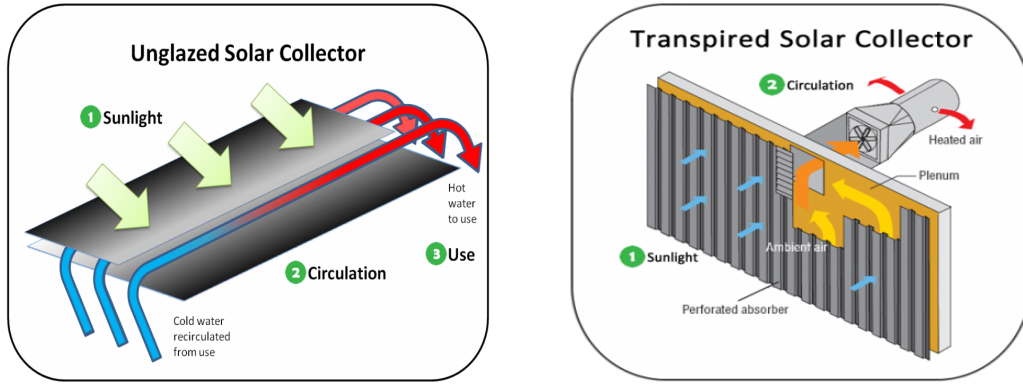 Unglazed Solar Collector
1 Sunlight
Hot
water
to use
3 Use
2 Circulation
Cold water
recirculated
from use
Transpired Solar Collector
2 Circulation
Heated air
Plenum
Ambient air
1 Sunlight
Perforated absorber